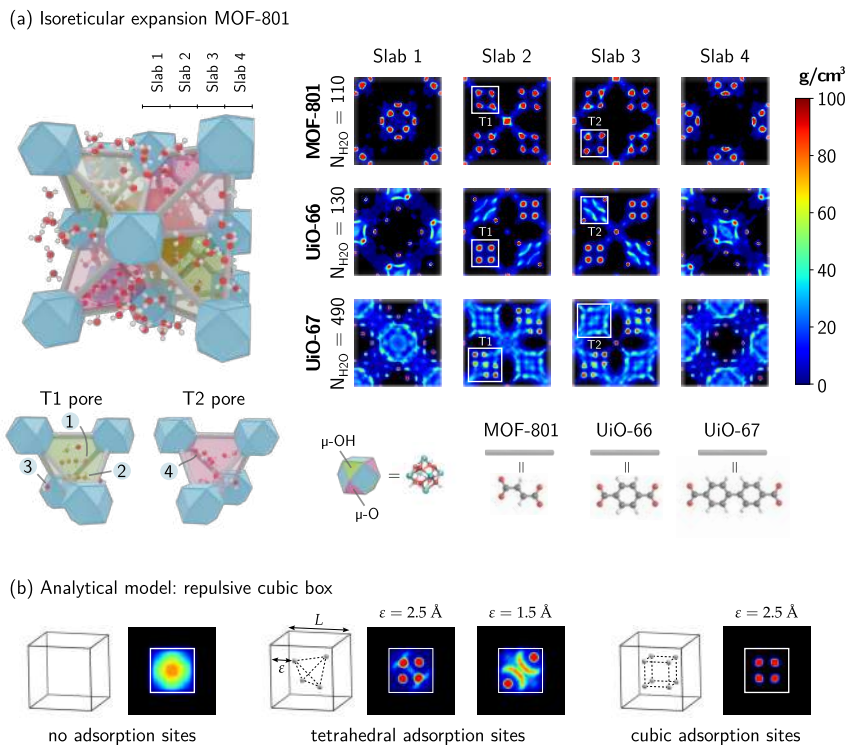 (a) Isoreticular expansion MOF-801
Slab 1
Slab 2
Slab 3
Slab 4
Slab 1 Slab 2 Slab 3 Slab 4
g/cm³
MOF-801
N_H2O = 110
T1
T2
UiO-66
N_H2O = 130
T1
T2
UiO-67
N_H2O = 490
T1
T2
100
80
60
40
20
0
T1 pore T2 pore
1
2
3
4
μ-OH
μ-O
=
MOF-801 UiO-66 UiO-67
= = =
(b) Analytical model: repulsive cubic box
L
ε
ε = 2.5 Å
ε = 1.5 Å
ε = 2.5 Å
no adsorption sites
tetrahedral adsorption sites
cubic adsorption sites